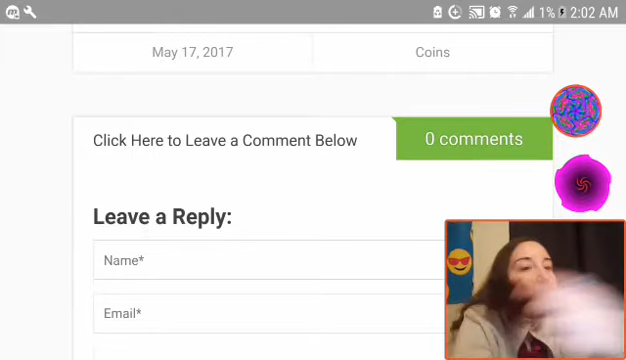 1% 2:02 AM
May 17, 2017
Coins
Click Here to Leave a Comment Below
0 comments
Leave a Reply:
Name*
Email*